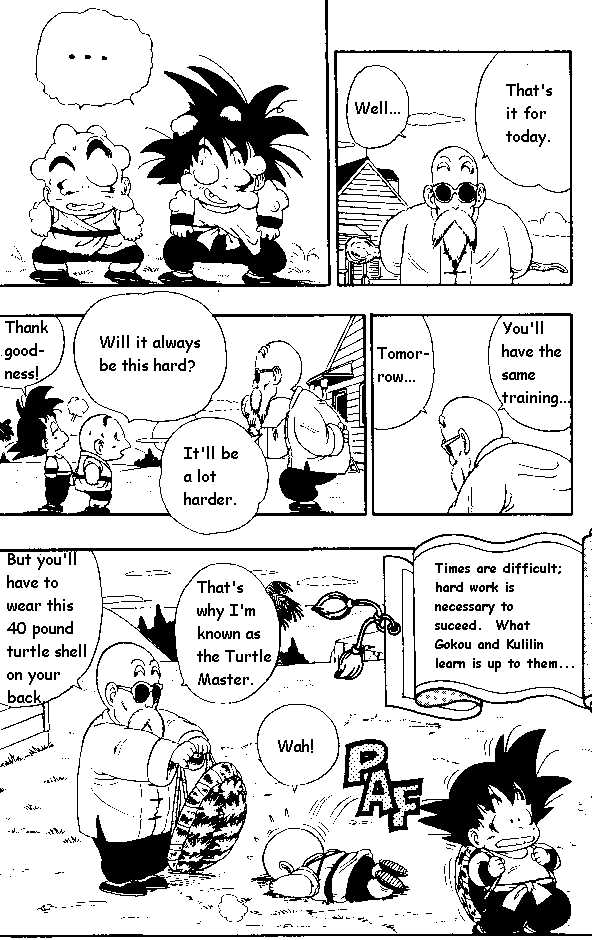 ...
Well...
That's
it for
today.
Thank
good-
ness!
Will it always
be this hard?
It'll be
a lot
harder.
Tomor-
row...
You'll
have the
same
training...
But you'll
have to
wear this
40 pound
turtle shell
on your
back.
That's
why I'm
known as
the Turtle
Master.
Wah!
PAF
Times are difficult;
hard work is
necessary to
suceed. What
Gokou and Kulilin
learn is up to them...